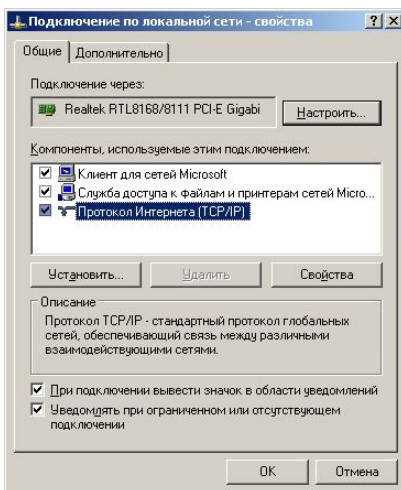 Подключение по локальной сети - свойства
Общие Дополнительно
Подключение через:
Realtek RTL8168/8111 PCI-E Gigabi Настроить...
Компоненты, используемые этим подключением:
Клиент для сетей Microsoft
Служба доступа к файлам и принтерам сетей Micro...
Протокол Интернета (TCP/IP)
Установить... Удалить Свойства
Описание
Протокол TCP/IP - стандартный протокол глобальных
сетей, обеспечивающий связь между различными
взаимодействующими сетями.
При подключении вывести значок в области уведомлений
Уведомлять при ограниченном или отсутствующем
подключении
OK Отмена